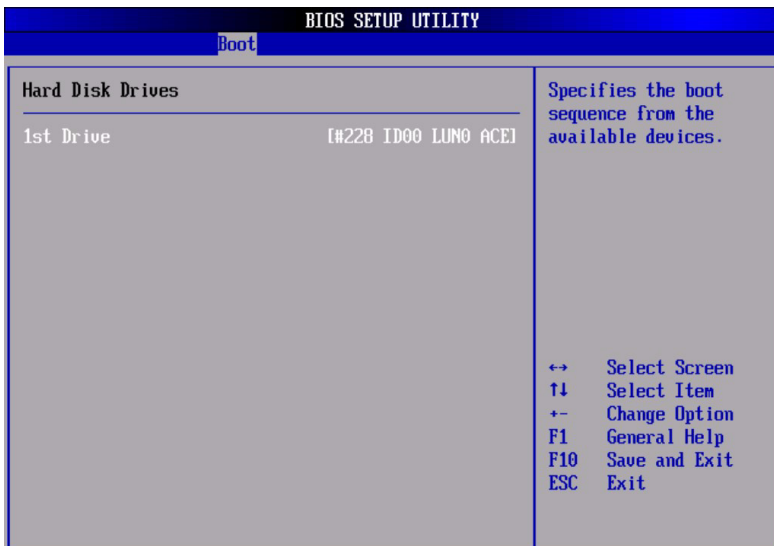 BIOS SETUP UTILITY
Boot
Hard Disk Drives
1st Drive [#228 ID00 LUN0 ACE]
Specifies the boot
sequence from the
available devices.
↔ Select Screen
↑↓ Select Item
+- Change Option
F1 General Help
F10 Save and Exit
ESC Exit